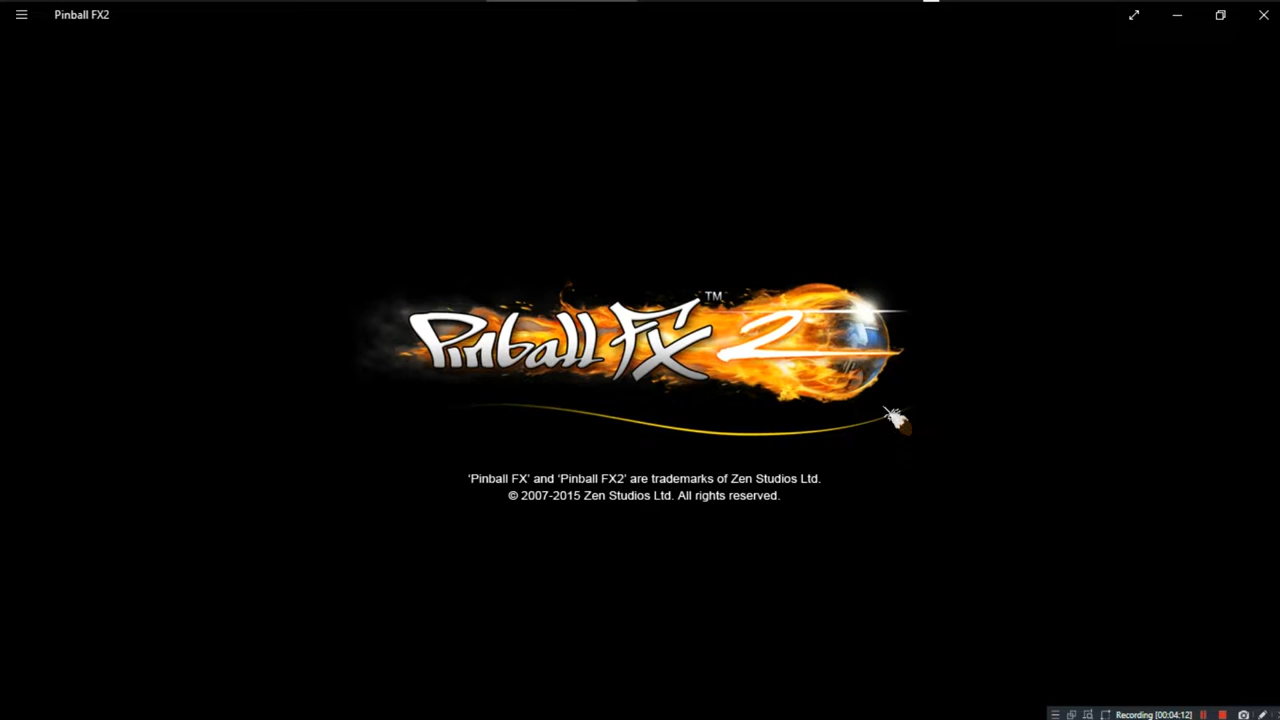 Pinball FX2
Pinball FX 2™
'Pinball FX' and 'Pinball FX2' are trademarks of Zen Studios Ltd.
© 2007-2015 Zen Studios Ltd. All rights reserved.
Recording [00:04:12]